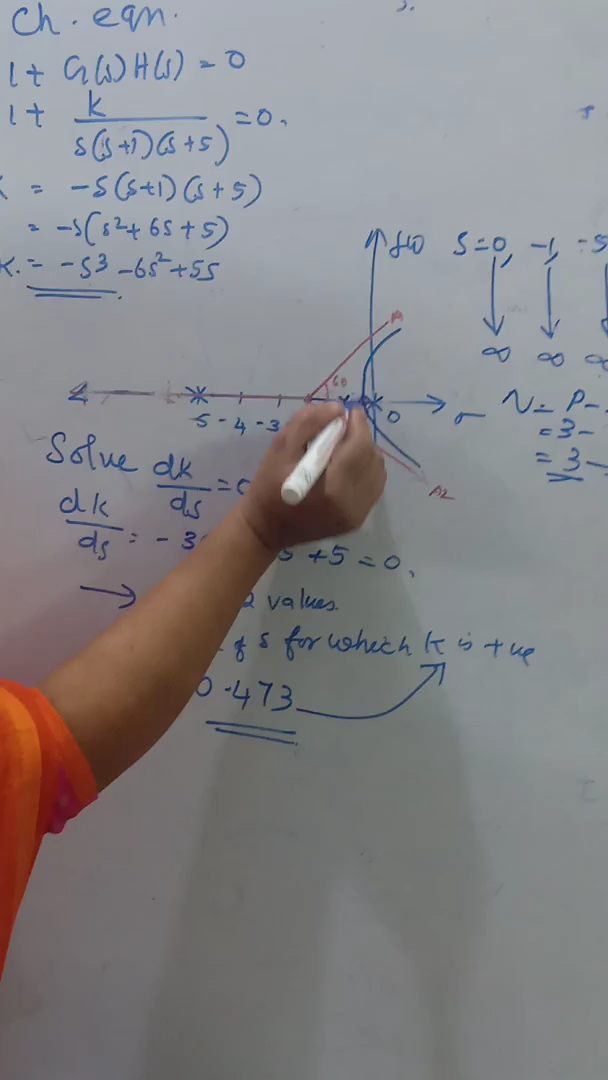 Ch. eqn.
1 + G(s) H(s) = 0
1 + k / s(s+1)(s+5) = 0.
= -s(s+1)(s+5)
= -s(s²+6s+5)
K. = -s³ - 6s² + 5s
jω S=0, -1, -5
∞ ∞ ∞
A
60
5 -4 -3 0 σ
N = P -
= 3 -
= 3 -
A2
Solve dk/ds = 0
dk/ds = - 3 s + 5 = 0.
→ 2 values.
of s for which k is +ve
0.473